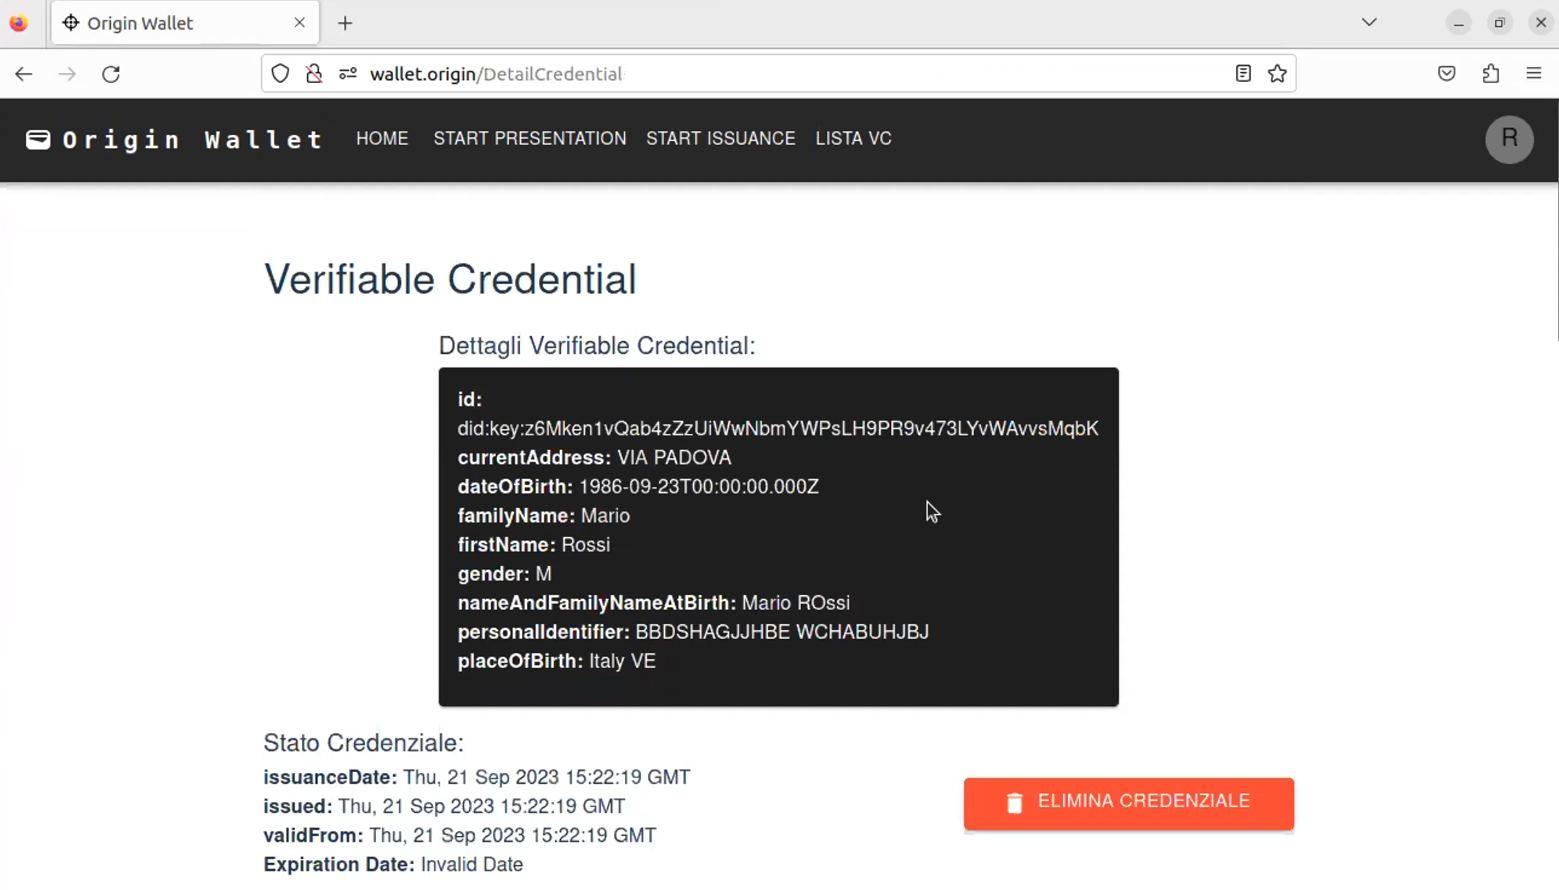 Origin Wallet
wallet.origin/DetailCredential
Origin Wallet HOME START PRESENTATION START ISSUANCE LISTA VC R
Verifiable Credential
Dettagli Verifiable Credential:
id:
did:key:z6Mken1vQab4zZzUiWwNbmYWPsLH9PR9v473LYvWAvvsMqbK
currentAddress: VIA PADOVA
dateOfBirth: 1986-09-23T00:00:00.000Z
familyName: Mario
firstName: Rossi
gender: M
nameAndFamilyNameAtBirth: Mario ROssi
personalIdentifier: BBDSHAGJJHBE WCHABUHJBJ
placeOfBirth: Italy VE
Stato Credenziale:
issuanceDate: Thu, 21 Sep 2023 15:22:19 GMT
issued: Thu, 21 Sep 2023 15:22:19 GMT
validFrom: Thu, 21 Sep 2023 15:22:19 GMT
Expiration Date: Invalid Date
ELIMINA CREDENZIALE